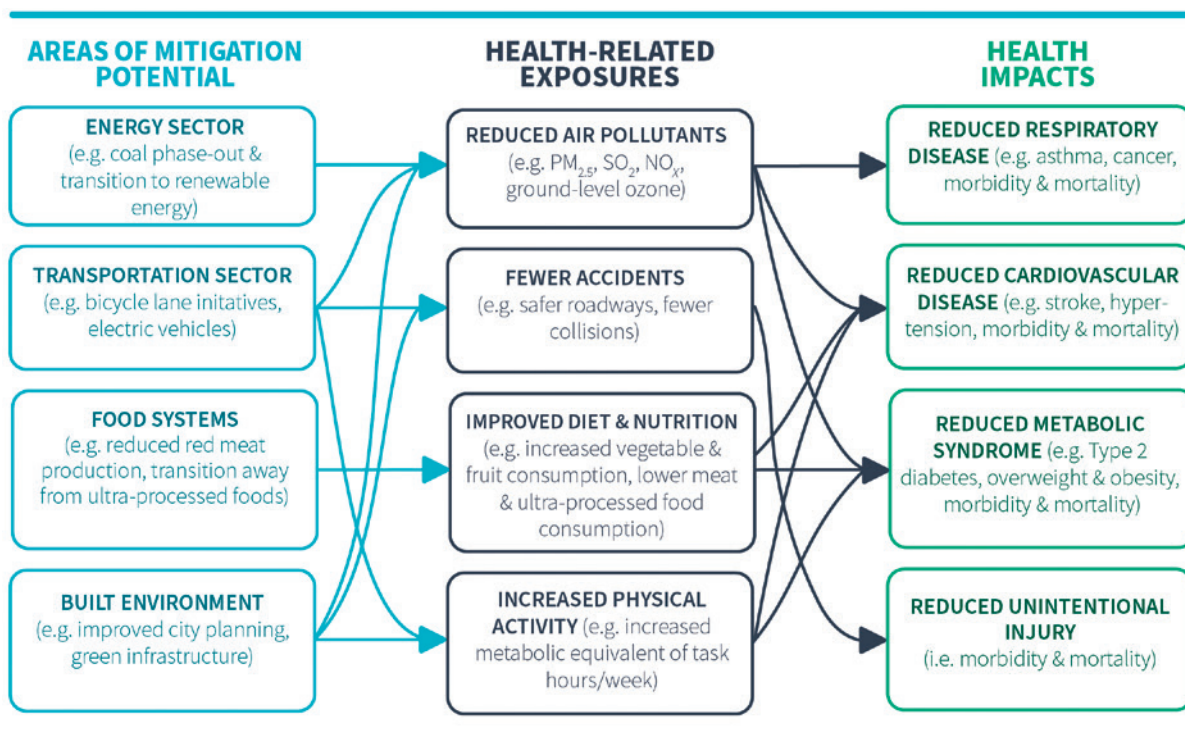 AREAS OF MITIGATION
POTENTIAL
ENERGY SECTOR
(e.g. coal phase-out &
transition to renewable
energy)
TRANSPORTATION SECTOR
(e.g. bicycle lane initatives,
electric vehicles)
FOOD SYSTEMS
(e.g. reduced red meat
production, transition away
from ultra-processed foods)
BUILT ENVIRONMENT
(e.g. improved city planning,
green infrastructure)
HEALTH-RELATED
EXPOSURES
REDUCED AIR POLLUTANTS
(e.g. PM2.5, SO2, NOx,
ground-level ozone)
FEWER ACCIDENTS
(e.g. safer roadways, fewer
collisions)
IMPROVED DIET & NUTRITION
(e.g. increased vegetable &
fruit consumption, lower meat
& ultra-processed food
consumption)
INCREASED PHYSICAL
ACTIVITY (e.g. increased
metabolic equivalent of task
hours/week)
HEALTH
IMPACTS
REDUCED RESPIRATORY
DISEASE (e.g. asthma, cancer,
morbidity & mortality)
REDUCED CARDIOVASCULAR
DISEASE (e.g. stroke, hyper-
tension, morbidity & mortality)
REDUCED METABOLIC
SYNDROME (e.g. Type 2
diabetes, overweight & obesity,
morbidity & mortality)
REDUCED UNINTENTIONAL
INJURY
(i.e. morbidity & mortality)